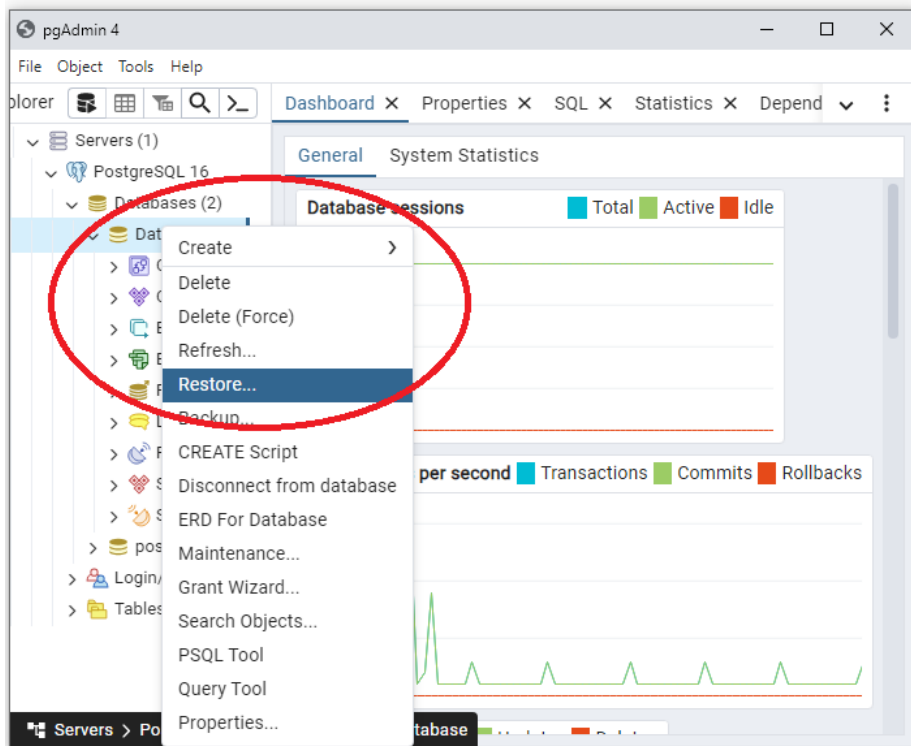 pgAdmin 4
File Object Tools Help
plorer
Dashboard Properties SQL Statistics Depend
Servers (1)
PostgreSQL 16
Databases (2)
Dat
General System Statistics
Database sessions Total Active Idle
Create
Delete
Delete (Force)
Refresh...
Restore...
Backup...
CREATE Script
Disconnect from database
ERD For Database
Maintenance...
Grant Wizard...
Search Objects...
PSQL Tool
Query Tool
Properties...
pos
Login/
Tables
per second Transactions Commits Rollbacks
Servers > Po
tabase